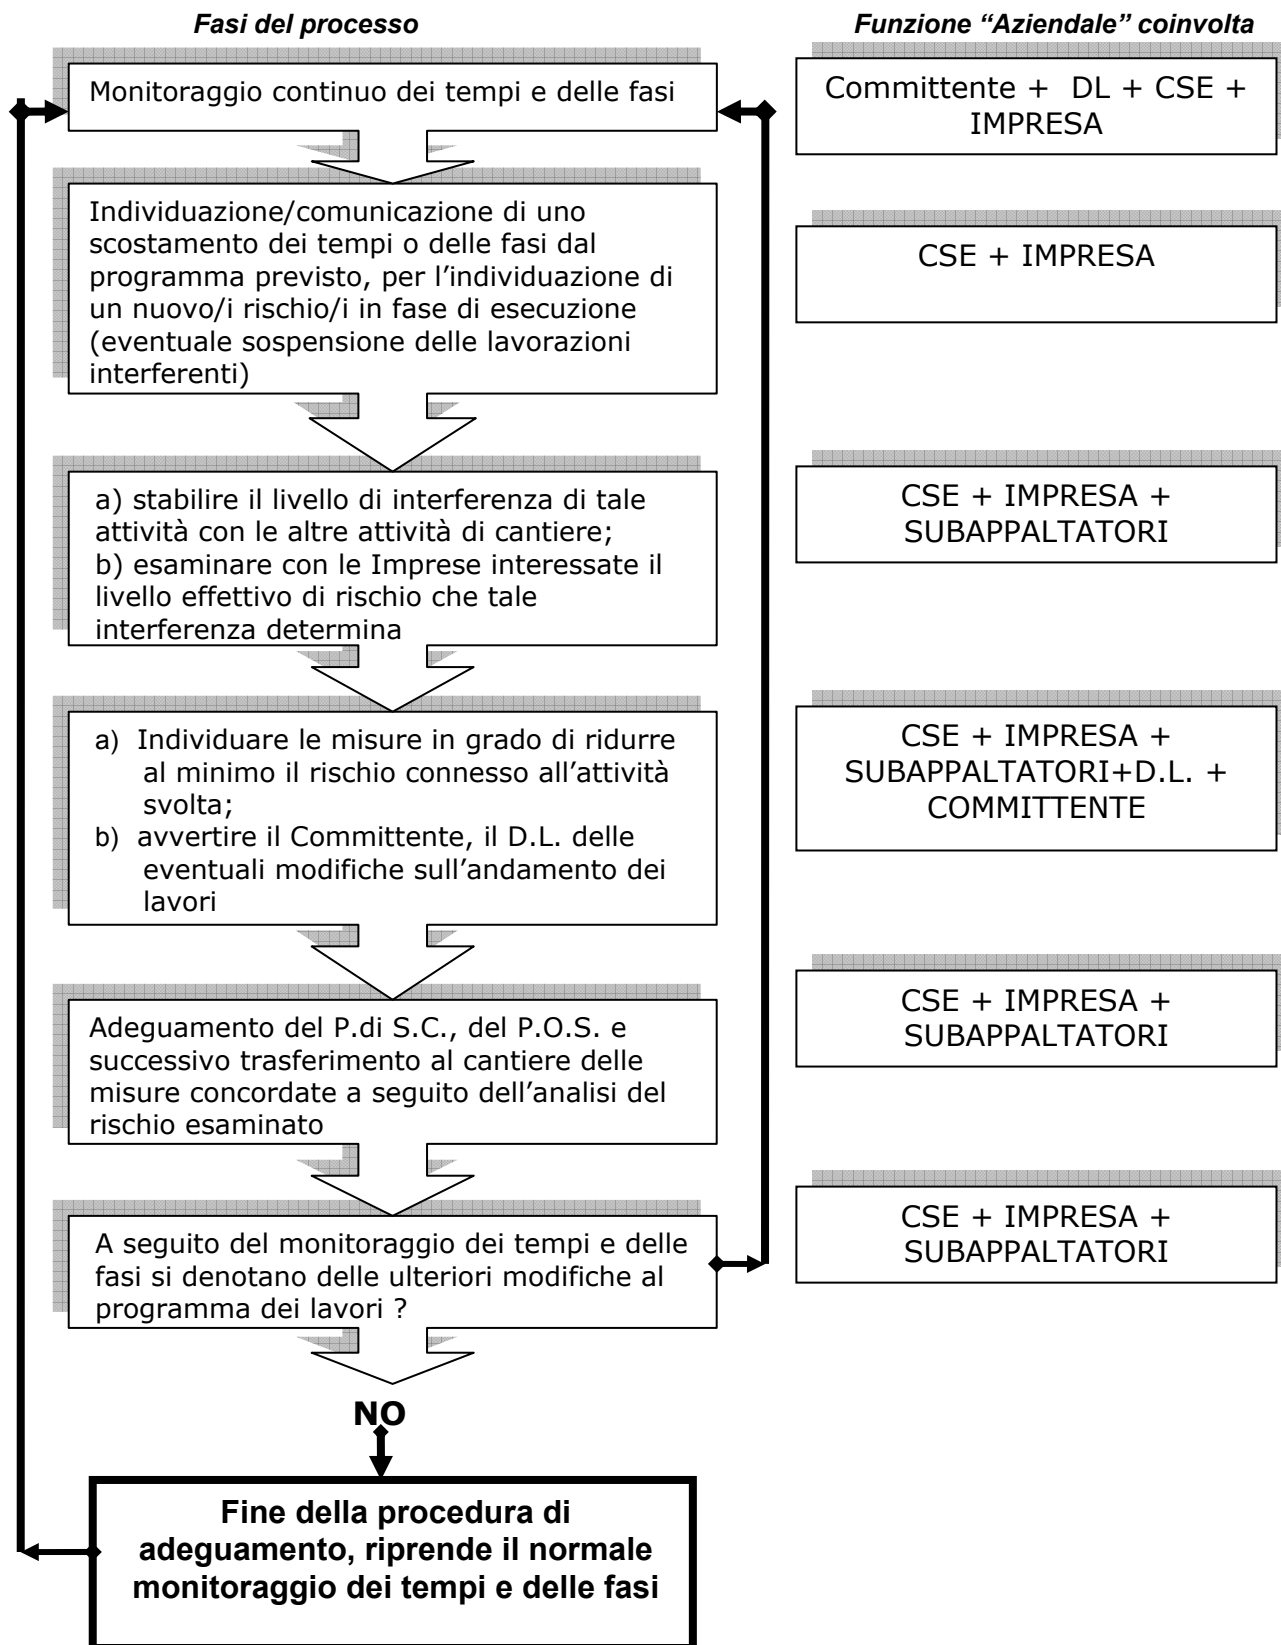 Fasi del processo
Funzione “Aziendale” coinvolta
Monitoraggio continuo dei tempi e delle fasi
Committente + DL + CSE +
IMPRESA
Individuazione/comunicazione di uno
scostamento dei tempi o delle fasi dal
programma previsto, per l’individuazione di
un nuovo/i rischio/i in fase di esecuzione
(eventuale sospensione delle lavorazioni
interferenti)
CSE + IMPRESA
a) stabilire il livello di interferenza di tale
attività con le altre attività di cantiere;
b) esaminare con le Imprese interessate il
livello effettivo di rischio che tale
interferenza determina
CSE + IMPRESA +
SUBAPPALTATORI
a) Individuare le misure in grado di ridurre
al minimo il rischio connesso all’attività
svolta;
b) avvertire il Committente, il D.L. delle
eventuali modifiche sull’andamento dei
lavori
CSE + IMPRESA +
SUBAPPALTATORI+D.L. +
COMMITTENTE
Adeguamento del P.di S.C., del P.O.S. e
successivo trasferimento al cantiere delle
misure concordate a seguito dell’analisi del
rischio esaminato
CSE + IMPRESA +
SUBAPPALTATORI
A seguito del monitoraggio dei tempi e delle
fasi si denotano delle ulteriori modifiche al
programma dei lavori ?
CSE + IMPRESA +
SUBAPPALTATORI
NO
Fine della procedura di
adeguamento, riprende il normale
monitoraggio dei tempi e delle fasi